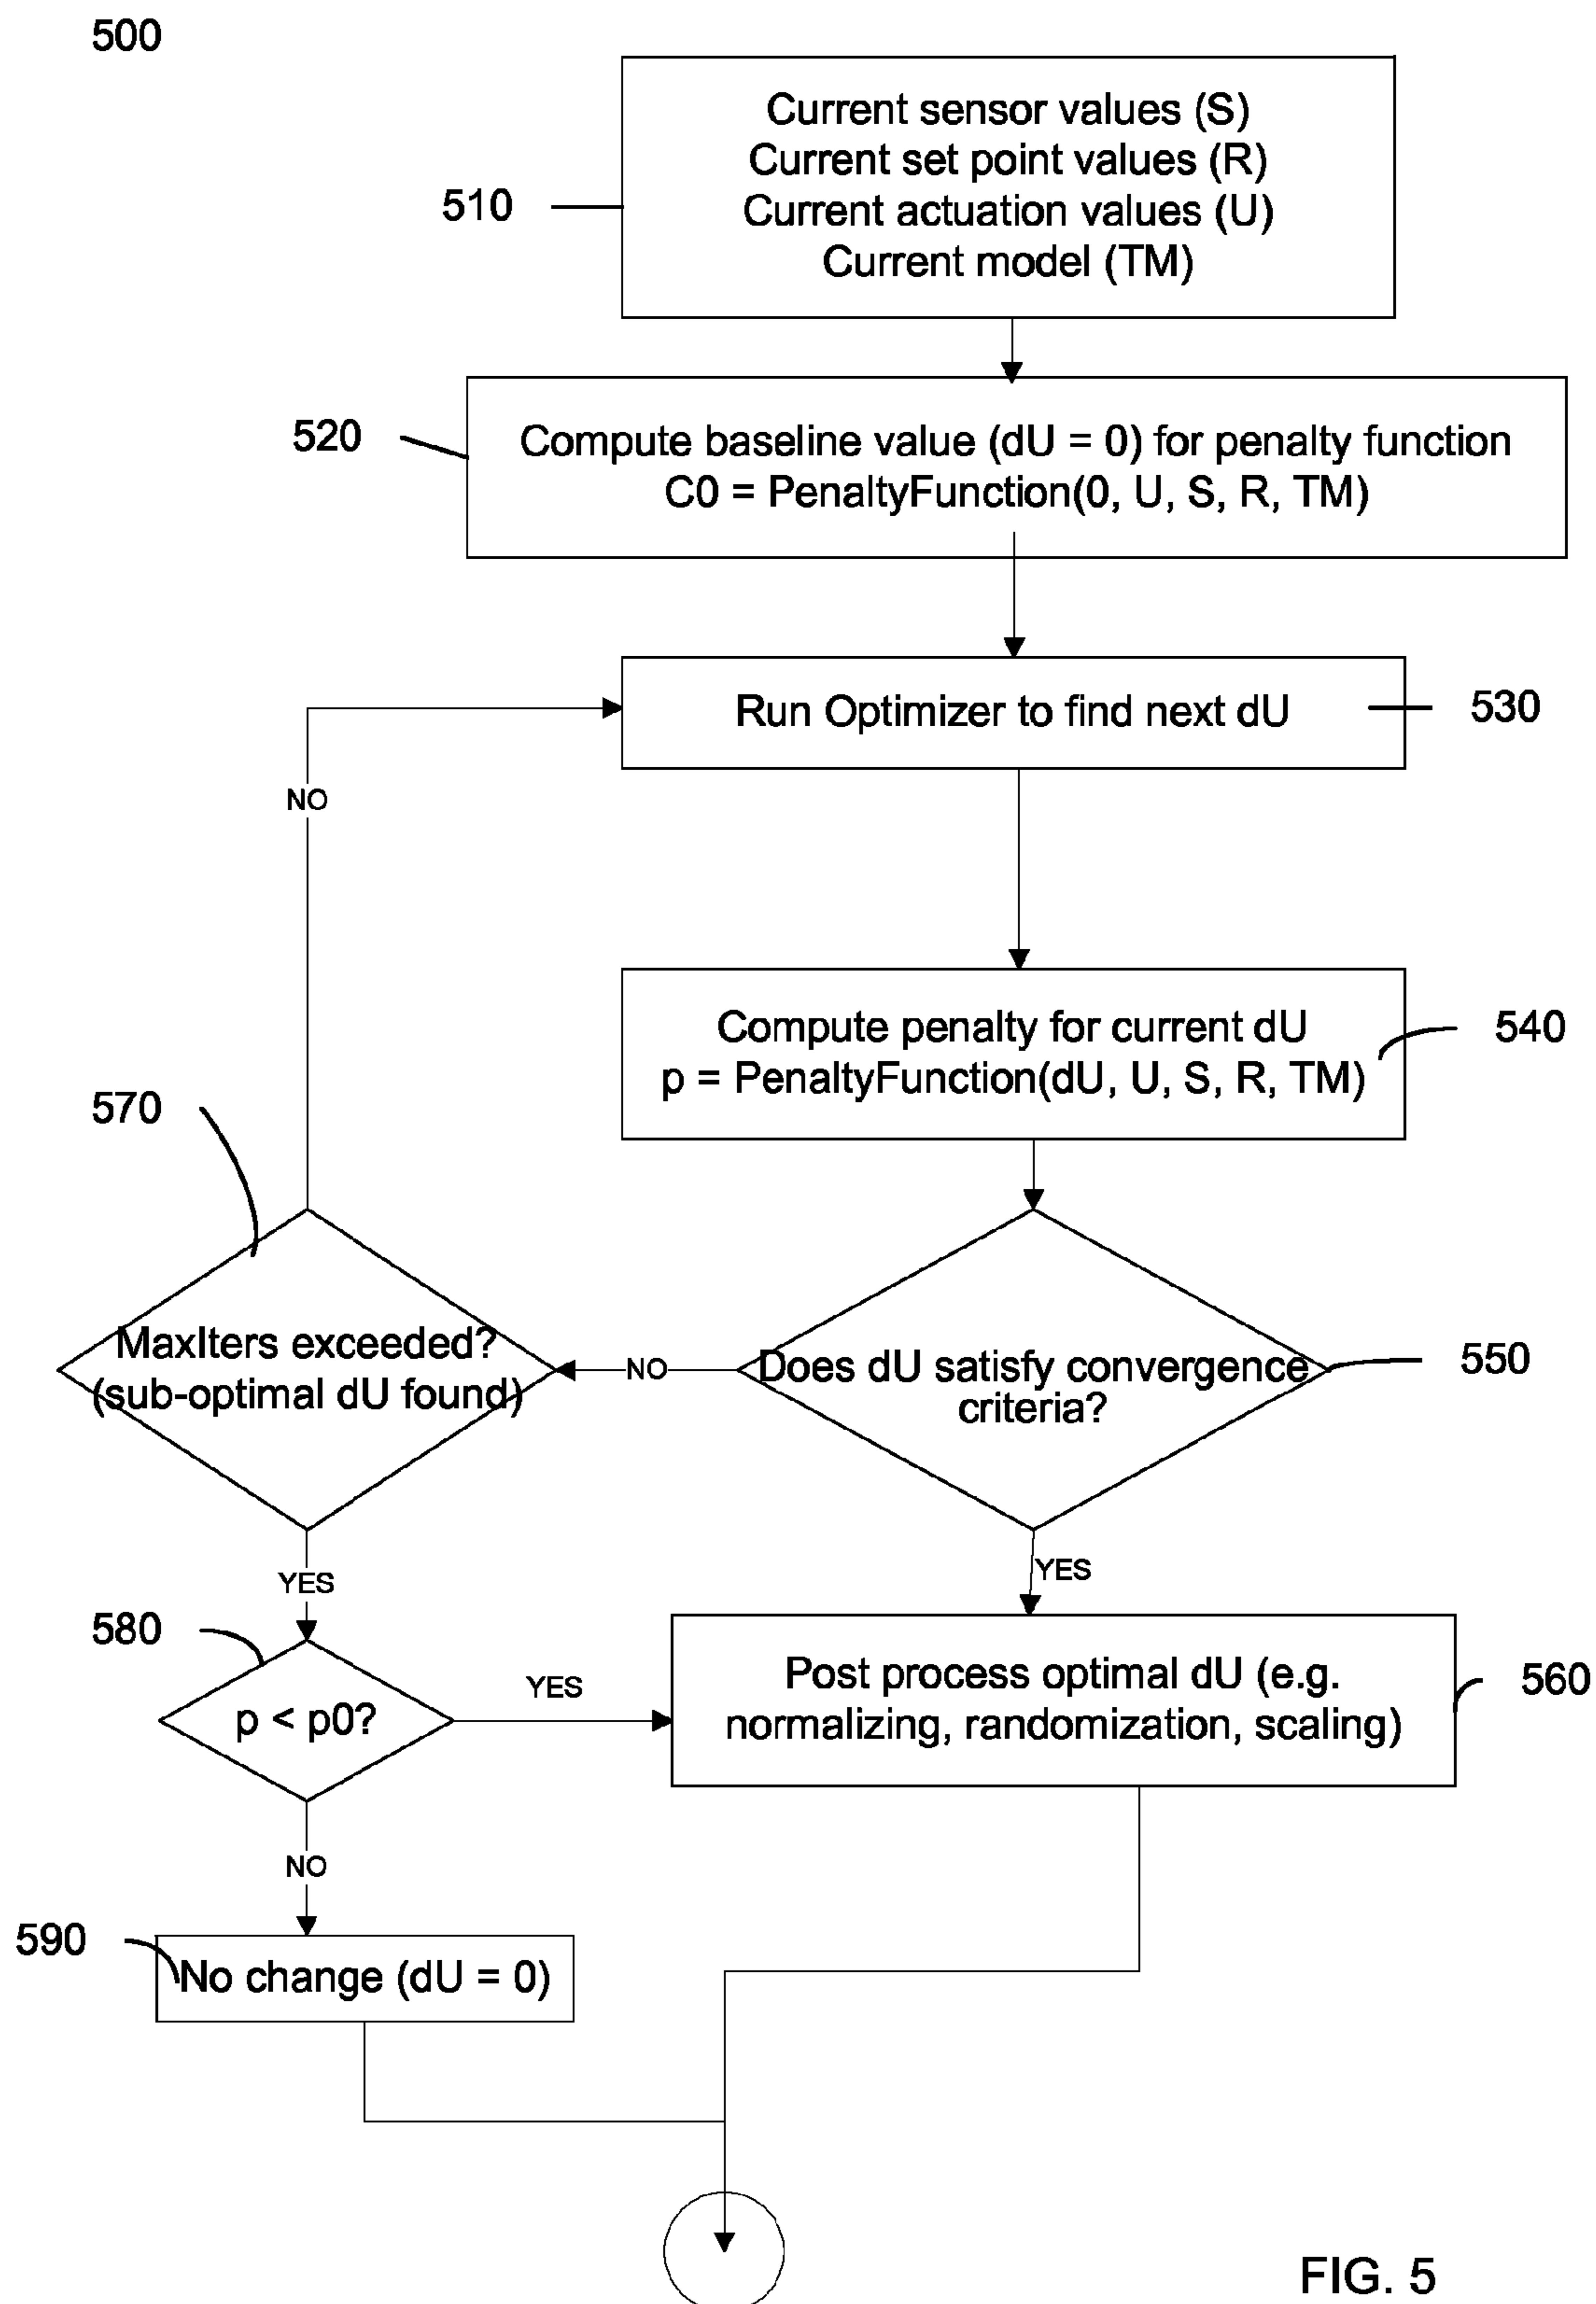 500
Current sensor values (S)
Current set point values (R)
Current actuation values (U)
Current model (TM)
510
520
Compute baseline value (dU = 0) for penalty function
C0 = PenaltyFunction(0, U, S, R, TM)
Run Optimizer to find next dU
530
NO
Compute penalty for current dU
p = PenaltyFunction(dU, U, S, R, TM)
540
570
MaxIters exceeded?
(sub-optimal dU found)
NO
Does dU satisfy convergence
criteria?
550
YES
YES
580
p < p0?
YES
Post process optimal dU (e.g.
normalizing, randomization, scaling)
560
NO
590
No change (dU = 0)
FIG. 5